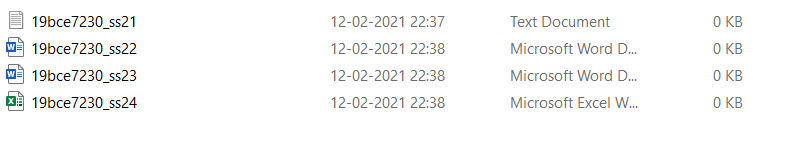 19bce7230_ss21 12-02-2021 22:37 Text Document 0 KB
19bce7230_ss22 12-02-2021 22:38 Microsoft Word D... 0 KB
19bce7230_ss23 12-02-2021 22:38 Microsoft Word D... 0 KB
19bce7230_ss24 12-02-2021 22:38 Microsoft Excel W... 0 KB